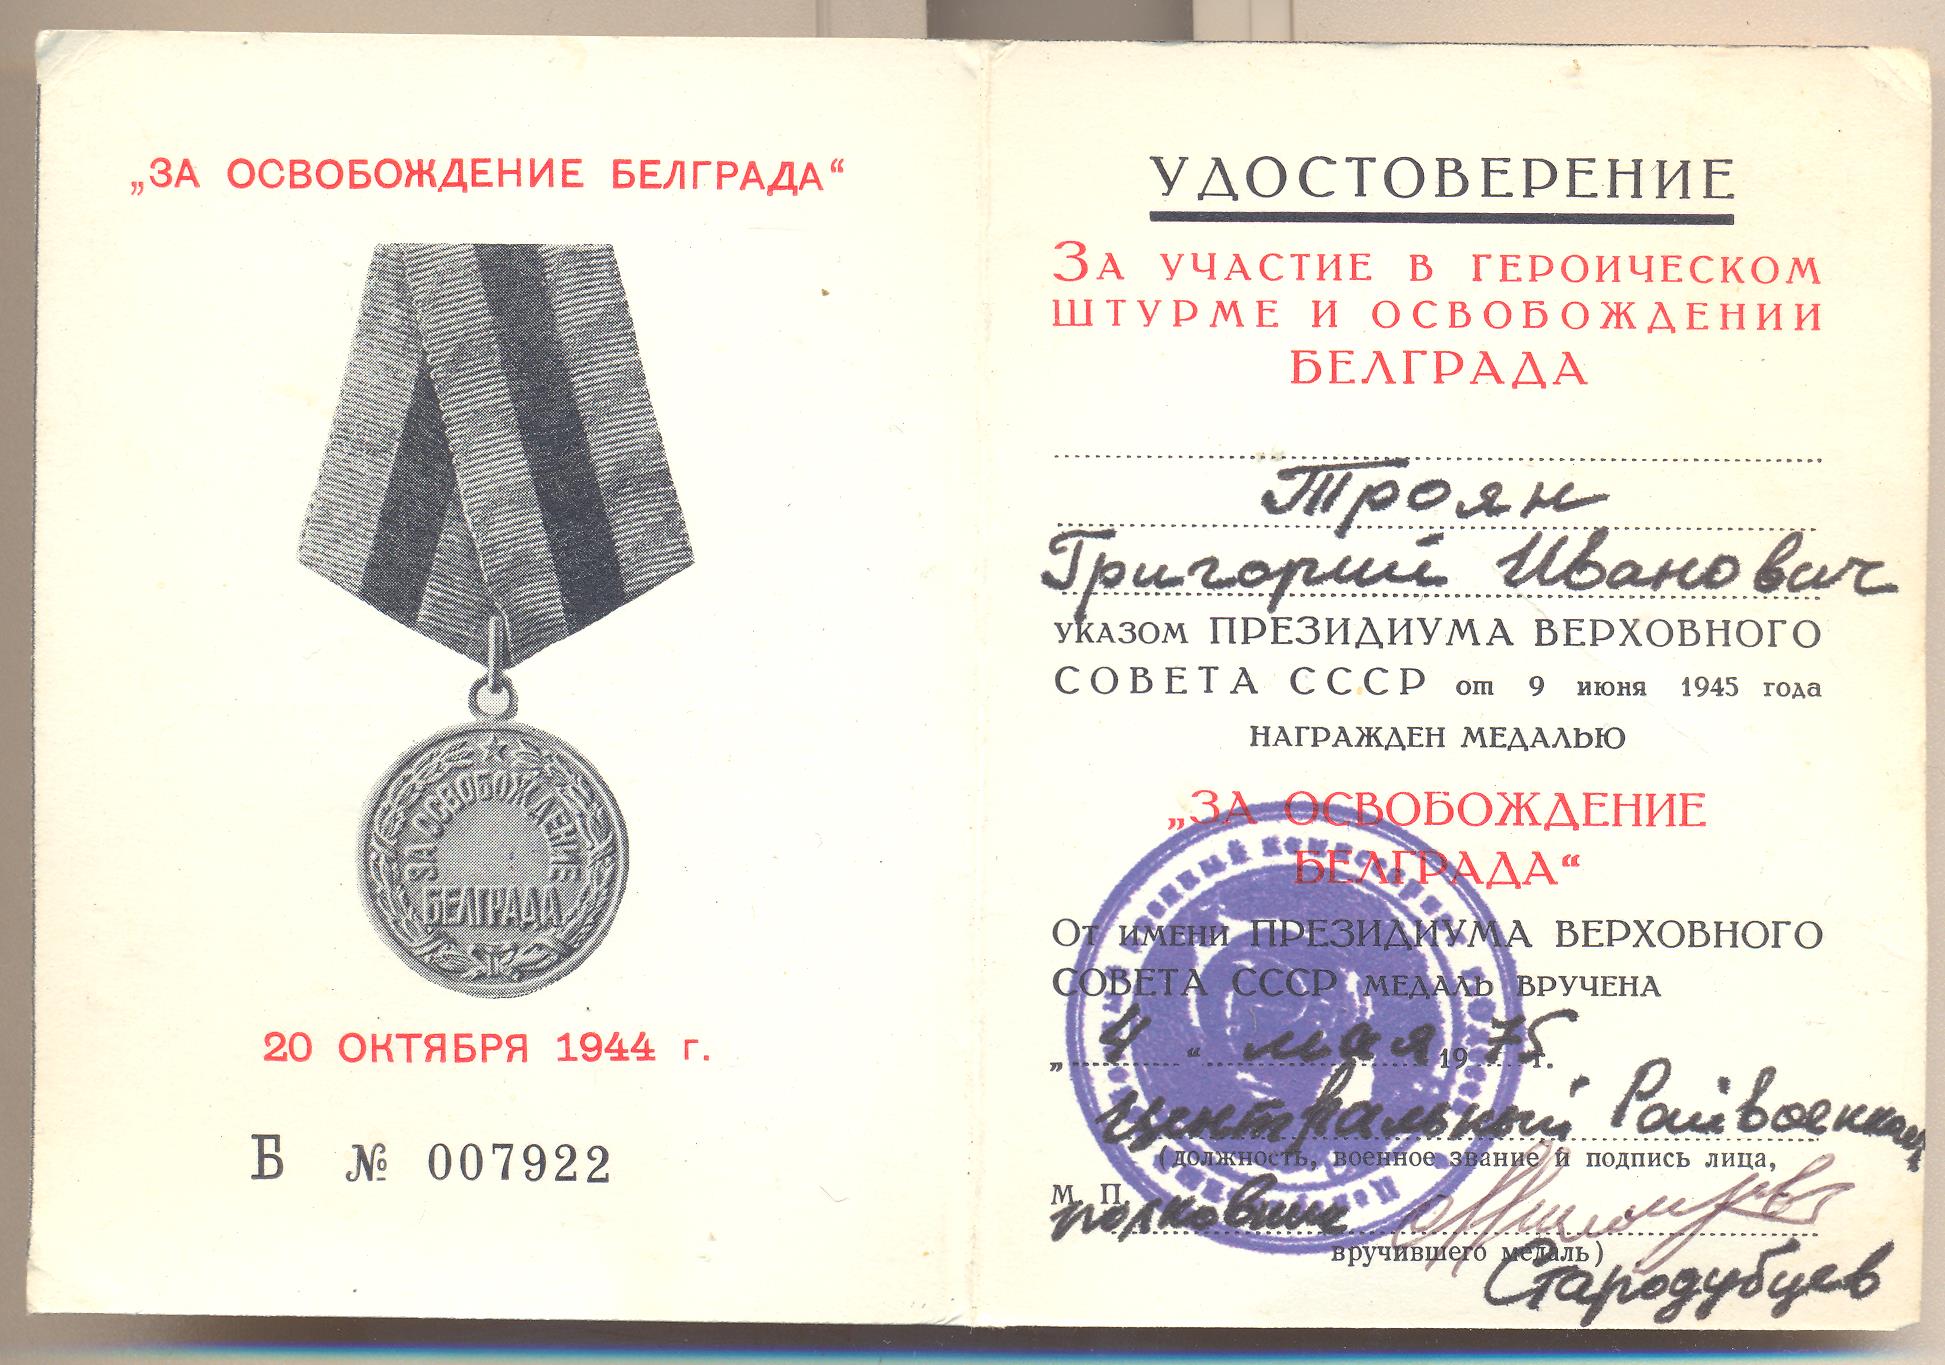 „ЗА ОСВОБОЖДЕНИЕ БЕЛГРАДА“
ЗА ОСВОБОЖДЕНИЕ
БЕЛГРАДА
20 ОКТЯБРЯ 1944 г.
Б № 007922
УДОСТОВЕРЕНИЕ
ЗА УЧАСТИЕ В ГЕРОИЧЕСКОМ
ШТУРМЕ И ОСВОБОЖДЕНИИ
БЕЛГРАДА
Троян
Григорий Иванович
УКАЗОМ ПРЕЗИДИУМА ВЕРХОВНОГО
СОВЕТА СССР от 9 июня 1945 года
НАГРАЖДЕН МЕДАЛЬЮ
„ЗА ОСВОБОЖДЕНИЕ
БЕЛГРАДА“
ОТ ИМЕНИ ПРЕЗИДИУМА ВЕРХОВНОГО
СОВЕТА СССР МЕДАЛЬ ВРУЧЕНА
„4“ мая 1975 г.
Центральный Райвоенком
(должность, военное звание и подпись лица,
М. П.
полковник
вручившего медаль)
Стародубцев